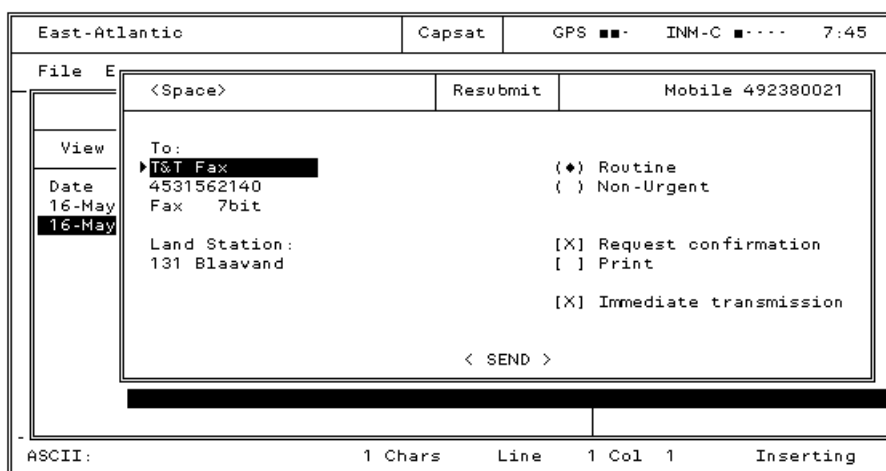 East-Atlantic Capsat GPS ■■· INM-C ■···· 7:45
File E
<Space> Resubmit Mobile 492380021
View To:
T&T Fax (♦) Routine
Date 4531562140 ( ) Non-Urgent
16-May Fax 7bit
16-May
Land Station: [X] Request confirmation
131 Blaavand [ ] Print
[X] Immediate transmission
< SEND >
ASCII: 1 Chars Line 1 Col 1 Inserting